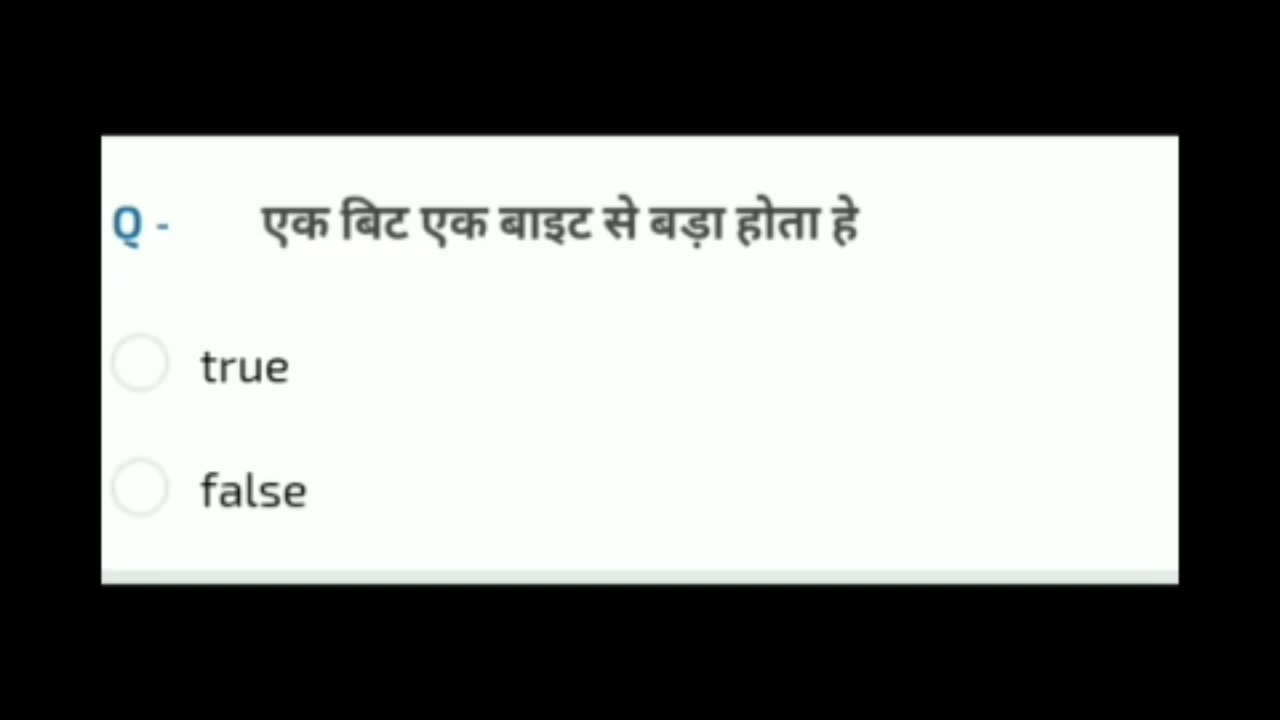 Q - एक बिट एक बाइट से बड़ा होता हे
true
false